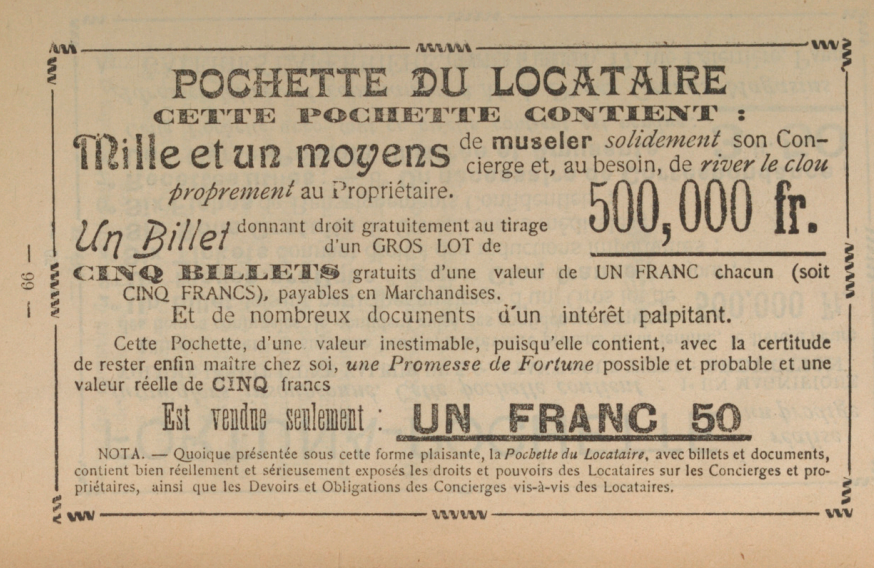 POCHETTE DU LOCATAIRE
CETTE POCHETTE CONTIENT :
Mille et un moyens de museler solidement son Con-
cierge et, au besoin, de river le clou
proprement au Propriétaire.
Un Billet donnant droit gratuitement au tirage
d'un GROS LOT de 500,000 fr.
CINQ BILLETS gratuits d'une valeur de UN FRANC chacun (soit
CINQ FRANCS), payables en Marchandises.
Et de nombreux documents d'un intérêt palpitant.
Cette Pochette, d'une valeur inestimable, puisqu'elle contient, avec la certitude
de rester enfin maître chez soi, une Promesse de Fortune possible et probable et une
valeur réelle de CINQ francs
Est vendue seulement : UN FRANC 50
NOTA. — Quoique présentée sous cette forme plaisante, la Pochette du Locataire, avec billets et documents,
contient bien réellement et sérieusement exposés les droits et pouvoirs des Locataires sur les Concierges et pro-
priétaires, ainsi que les Devoirs et Obligations des Concierges vis-à-vis des Locataires.
— 66 —